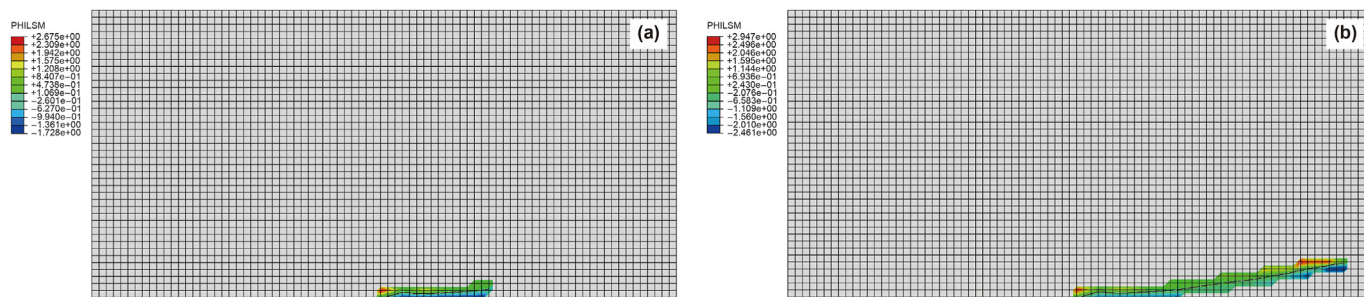 PHILSM
+2.675e+00
+2.309e+00
+1.942e+00
+1.575e+00
+1.208e+00
+8.407e−01
+4.738e−01
+1.069e−01
−2.601e−01
−6.270e−01
−9.940e−01
−1.361e+00
−1.728e+00
(a)
PHILSM
+2.947e+00
+2.496e+00
+2.046e+00
+1.595e+00
+1.144e+00
+6.936e−01
+2.430e−01
−2.076e−01
−6.583e−01
−1.109e+00
−1.560e+00
−2.010e+00
−2.461e+00
(b)